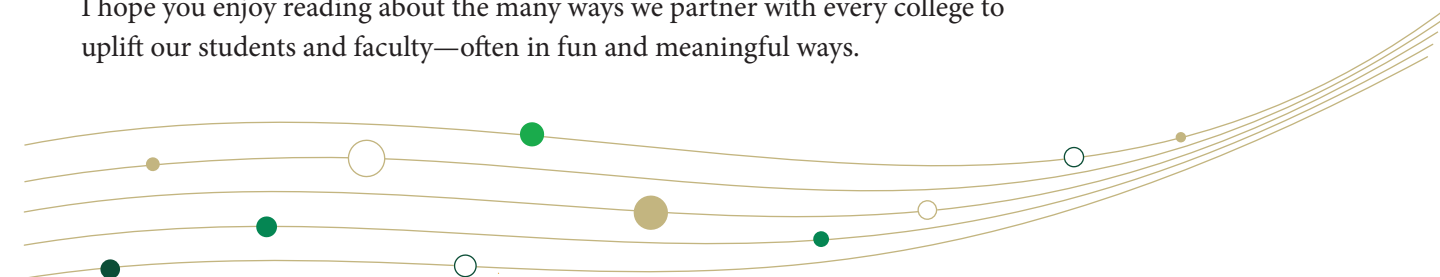 I hope you enjoy reading about the many ways we partner with every college to
uplift our students and faculty—often in fun and meaningful ways.